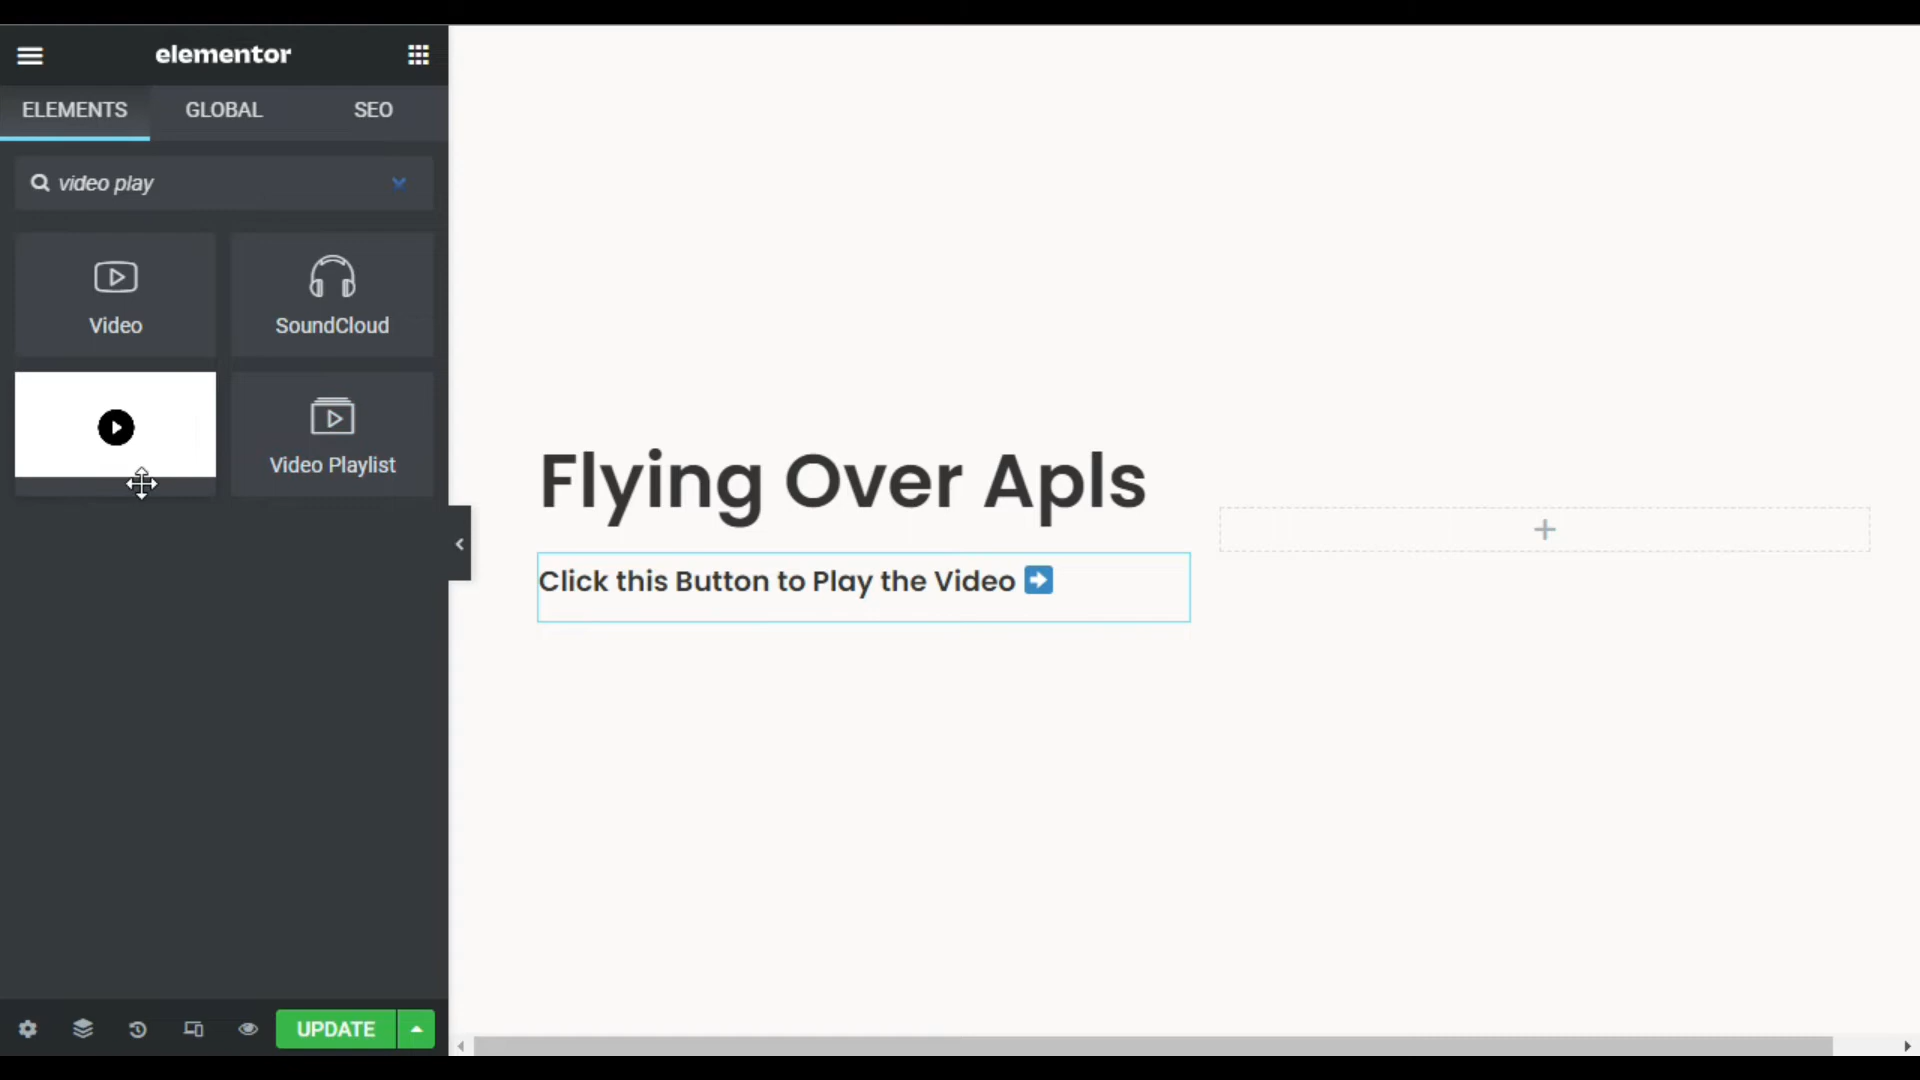 elementor
ELEMENTS GLOBAL SEO
video play
Video SoundCloud
Video Playlist
Flying Over Apls
Click this Button to Play the Video ➡️
UPDATE